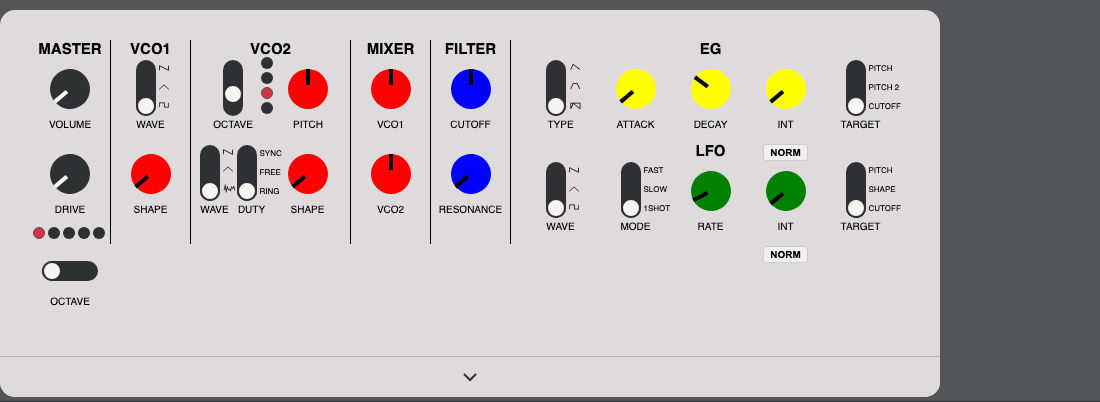 MASTER VCO1 VCO2 MIXER FILTER EG
PITCH
PITCH 2
CUTOFF
VOLUME WAVE OCTAVE PITCH VCO1 CUTOFF TYPE ATTACK DECAY INT TARGET
LFO NORM
SYNC
FREE
RING
FAST
SLOW
1SHOT
PITCH
SHAPE
CUTOFF
DRIVE SHAPE WAVE DUTY SHAPE VCO2 RESONANCE
WAVE MODE RATE INT TARGET
NORM
OCTAVE